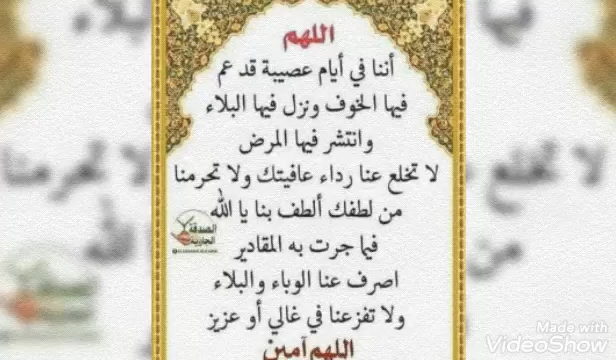 اللهم
أننا في أيام عصيبة قد عم
فيها الخوف ونزل فيها البلاء
وانتشر فيها المرض
لا تخلع عنا رداء عافيتك ولا تحرمنا
من لطفك ألطف بنا يا الله
فيما جرت به المقادير
اصرف عنا الوباء والبلاء
ولا تفزعنا في غالي أو عزيز
اللهم آمين
الصدقة
الجارية
Made with
VideoShow